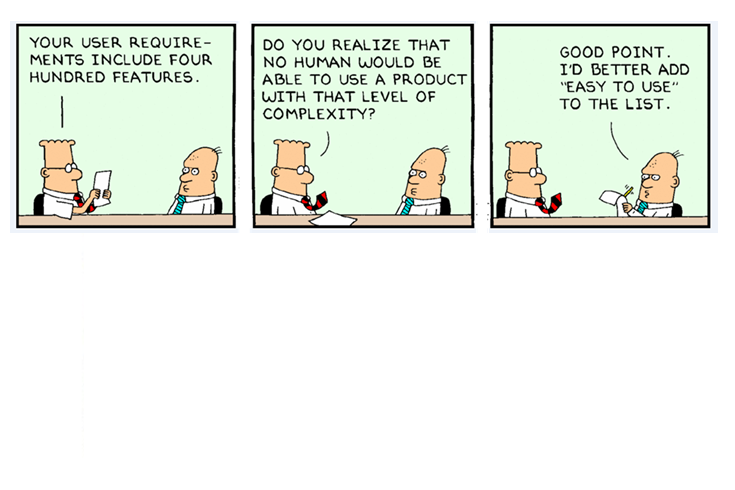 YOUR USER REQUIRE-
MENTS INCLUDE FOUR
HUNDRED FEATURES.
DO YOU REALIZE THAT
NO HUMAN WOULD BE
ABLE TO USE A PRODUCT
WITH THAT LEVEL OF
COMPLEXITY?
GOOD POINT.
I'D BETTER ADD
"EASY TO USE"
TO THE LIST.